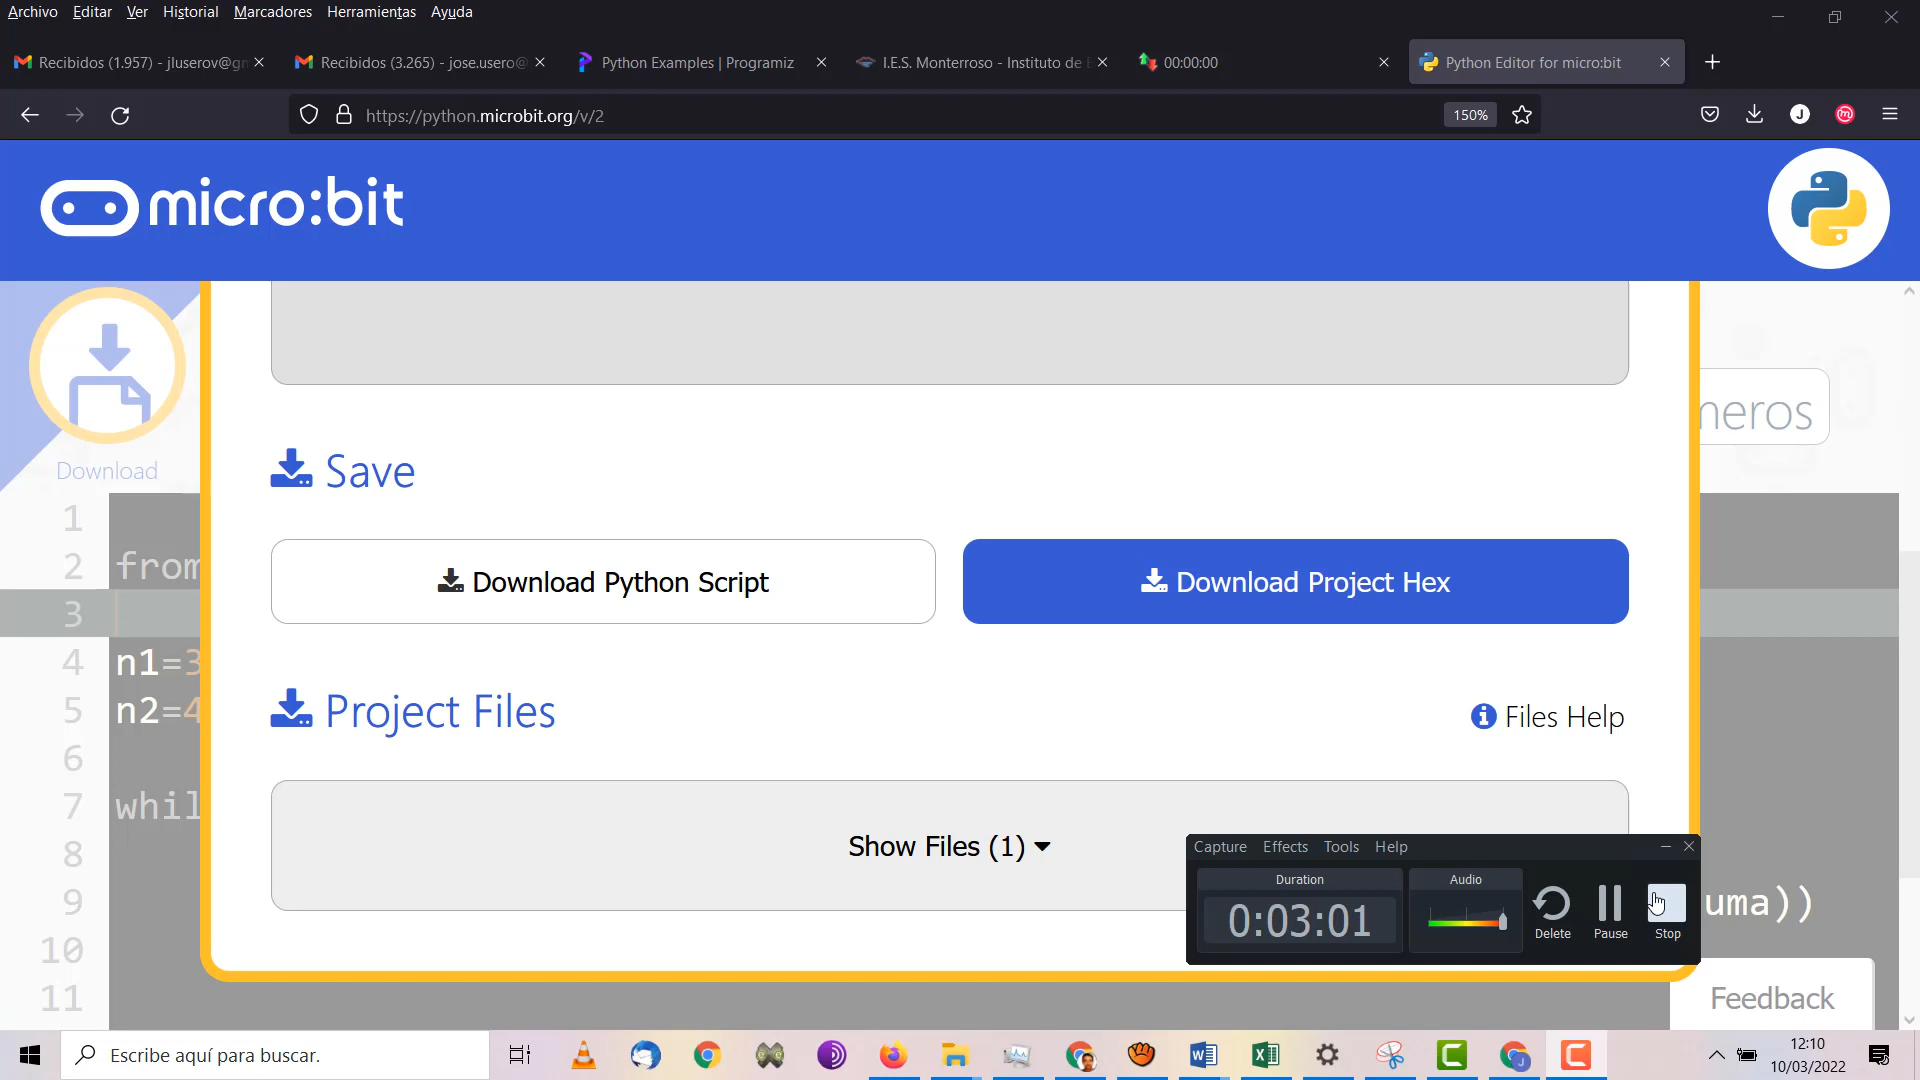 Archivo Editar Ver Historial Marcadores Herramientas Ayuda
Recibidos (1.957) - jluserov@gm
Recibidos (3.265) - jose.usero@
Python Examples | Programiz
I.E.S. Monterroso - Instituto de E
00:00:00
Python Editor for micro:bit
https://python.microbit.org/v/2
150%
J
micro:bit
Download
neros
Save
Download Python Script
Download Project Hex
Project Files
Files Help
Show Files (1)
1
2 from
3
4 n1=3
5 n2=4
6
7 whil
8
9 uma))
10
11
Capture Effects Tools Help
Duration
0:03:01
Audio
Delete
Pause
Stop
Feedback
Escribe aquí para buscar.
12:10
10/03/2022